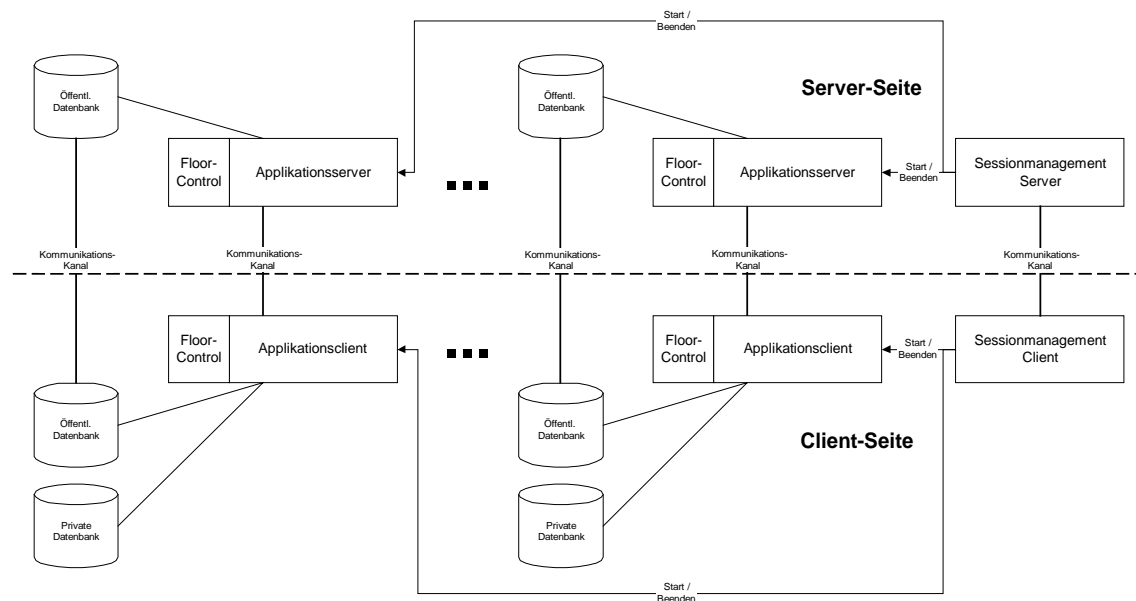 Start /
Beenden
Server-Seite
Öffentl.
Datenbank
Öffentl.
Datenbank
Floor-
Control
Applikationsserver
Floor-
Control
Applikationsserver
Start /
Beenden
Sessionmanagement
Server
Kommunikations-
Kanal
Kommunikations-
Kanal
Kommunikations-
Kanal
Kommunikations-
Kanal
Kommunikations-
Kanal
Floor-
Control
Applikationsclient
Floor-
Control
Applikationsclient
Start /
Beenden
Sessionmanagement
Client
Öffentl.
Datenbank
Öffentl.
Datenbank
Client-Seite
Private
Datenbank
Private
Datenbank
Start /
Beenden